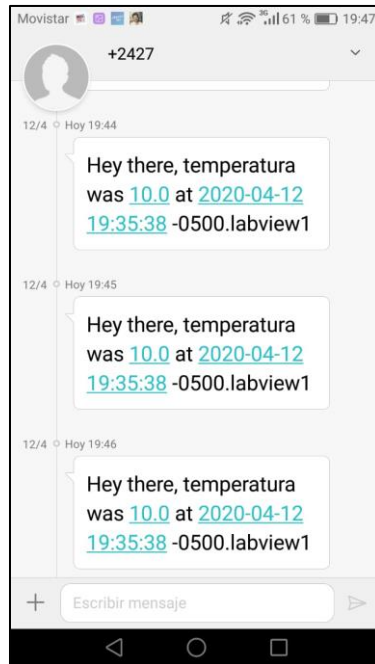 Movistar 3G 61 % 19:47
+2427
12/4 Hoy 19:44
Hey there, temperatura
was 10.0 at 2020-04-12
19:35:38 -0500.labview1
12/4 Hoy 19:45
Hey there, temperatura
was 10.0 at 2020-04-12
19:35:38 -0500.labview1
12/4 Hoy 19:46
Hey there, temperatura
was 10.0 at 2020-04-12
19:35:38 -0500.labview1
Escribir mensaje